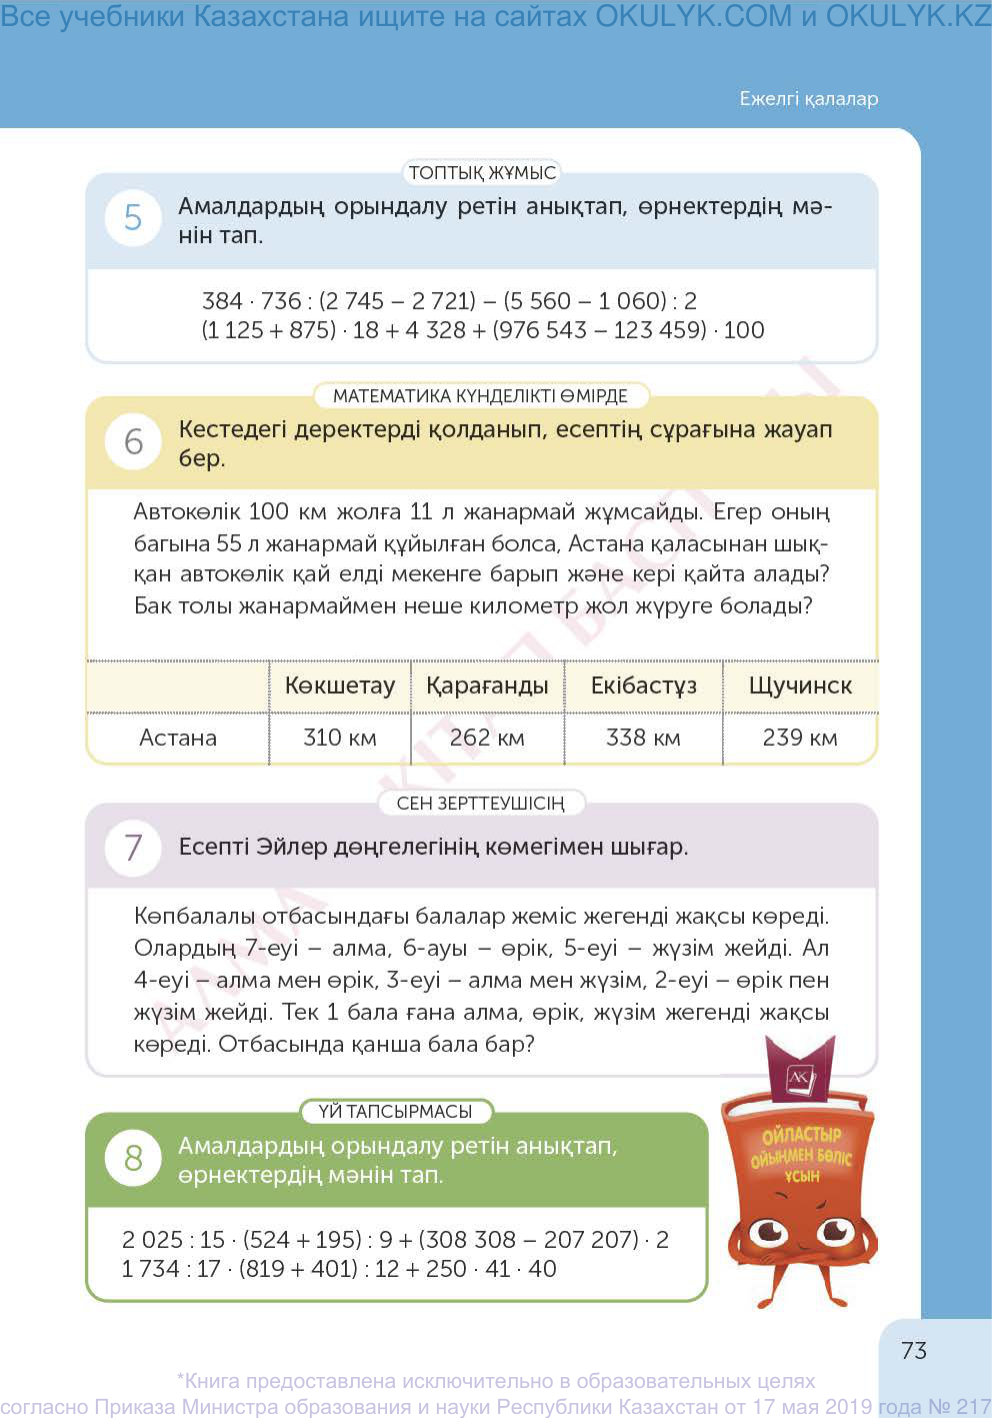 Все учебники Казахстана ищите на сайтах OKULYK.COM и OKULYK.KZ
Ежелгі қалалар
ТОПТЫҚ ЖҰМЫС
5
Амалдардың орындалу ретін анықтап, өрнектердің мә-
нін тап.
384 · 736 : (2 745 – 2 721) – (5 560 – 1 060) : 2
(1 125 + 875) · 18 + 4 328 + (976 543 – 123 459) · 100
МАТЕМАТИКА КҮНДЕЛІКТІ ӨМІРДЕ
6
Кестедегі деректерді қолданып, есептің сұрағына жауап
бер.
Автокөлік 100 км жолға 11 л жанармай жұмсайды. Егер оның
багына 55 л жанармай құйылған болса, Астана қаласынан шық-
қан автокөлік қай елді мекенге барып және кері қайта алады?
Бак толы жанармаймен неше километр жол жүруге болады?
Көкшетау Қарағанды Екібастұз Щучинск
Астана 310 км 262 км 338 км 239 км
СЕН ЗЕРТТЕУШІСІҢ
7
Есепті Эйлер дөңгелегінің көмегімен шығар.
Көпбалалы отбасындағы балалар жеміс жегенді жақсы көреді.
Олардың 7-еуі – алма, 6-ауы – өрік, 5-еуі – жүзім жейді. Ал
4-еуі – алма мен өрік, 3-еуі – алма мен жүзім, 2-еуі – өрік пен
жүзім жейді. Тек 1 бала ғана алма, өрік, жүзім жегенді жақсы
көреді. Отбасында қанша бала бар?
АК
ОЙЛАСТЫР
ОЙЫҢМЕН БӨЛІС
ҰСЫН
ҮЙ ТАПСЫРМАСЫ
8
Амалдардың орындалу ретін анықтап,
өрнектердің мәнін тап.
2 025 : 15 · (524 + 195) : 9 + (308 308 – 207 207) · 2
1 734 : 17 · (819 + 401) : 12 + 250 · 41 · 40
73
*Книга предоставлена исключительно в образовательных целях
согласно Приказа Министра образования и науки Республики Казахстан от 17 мая 2019 года № 217